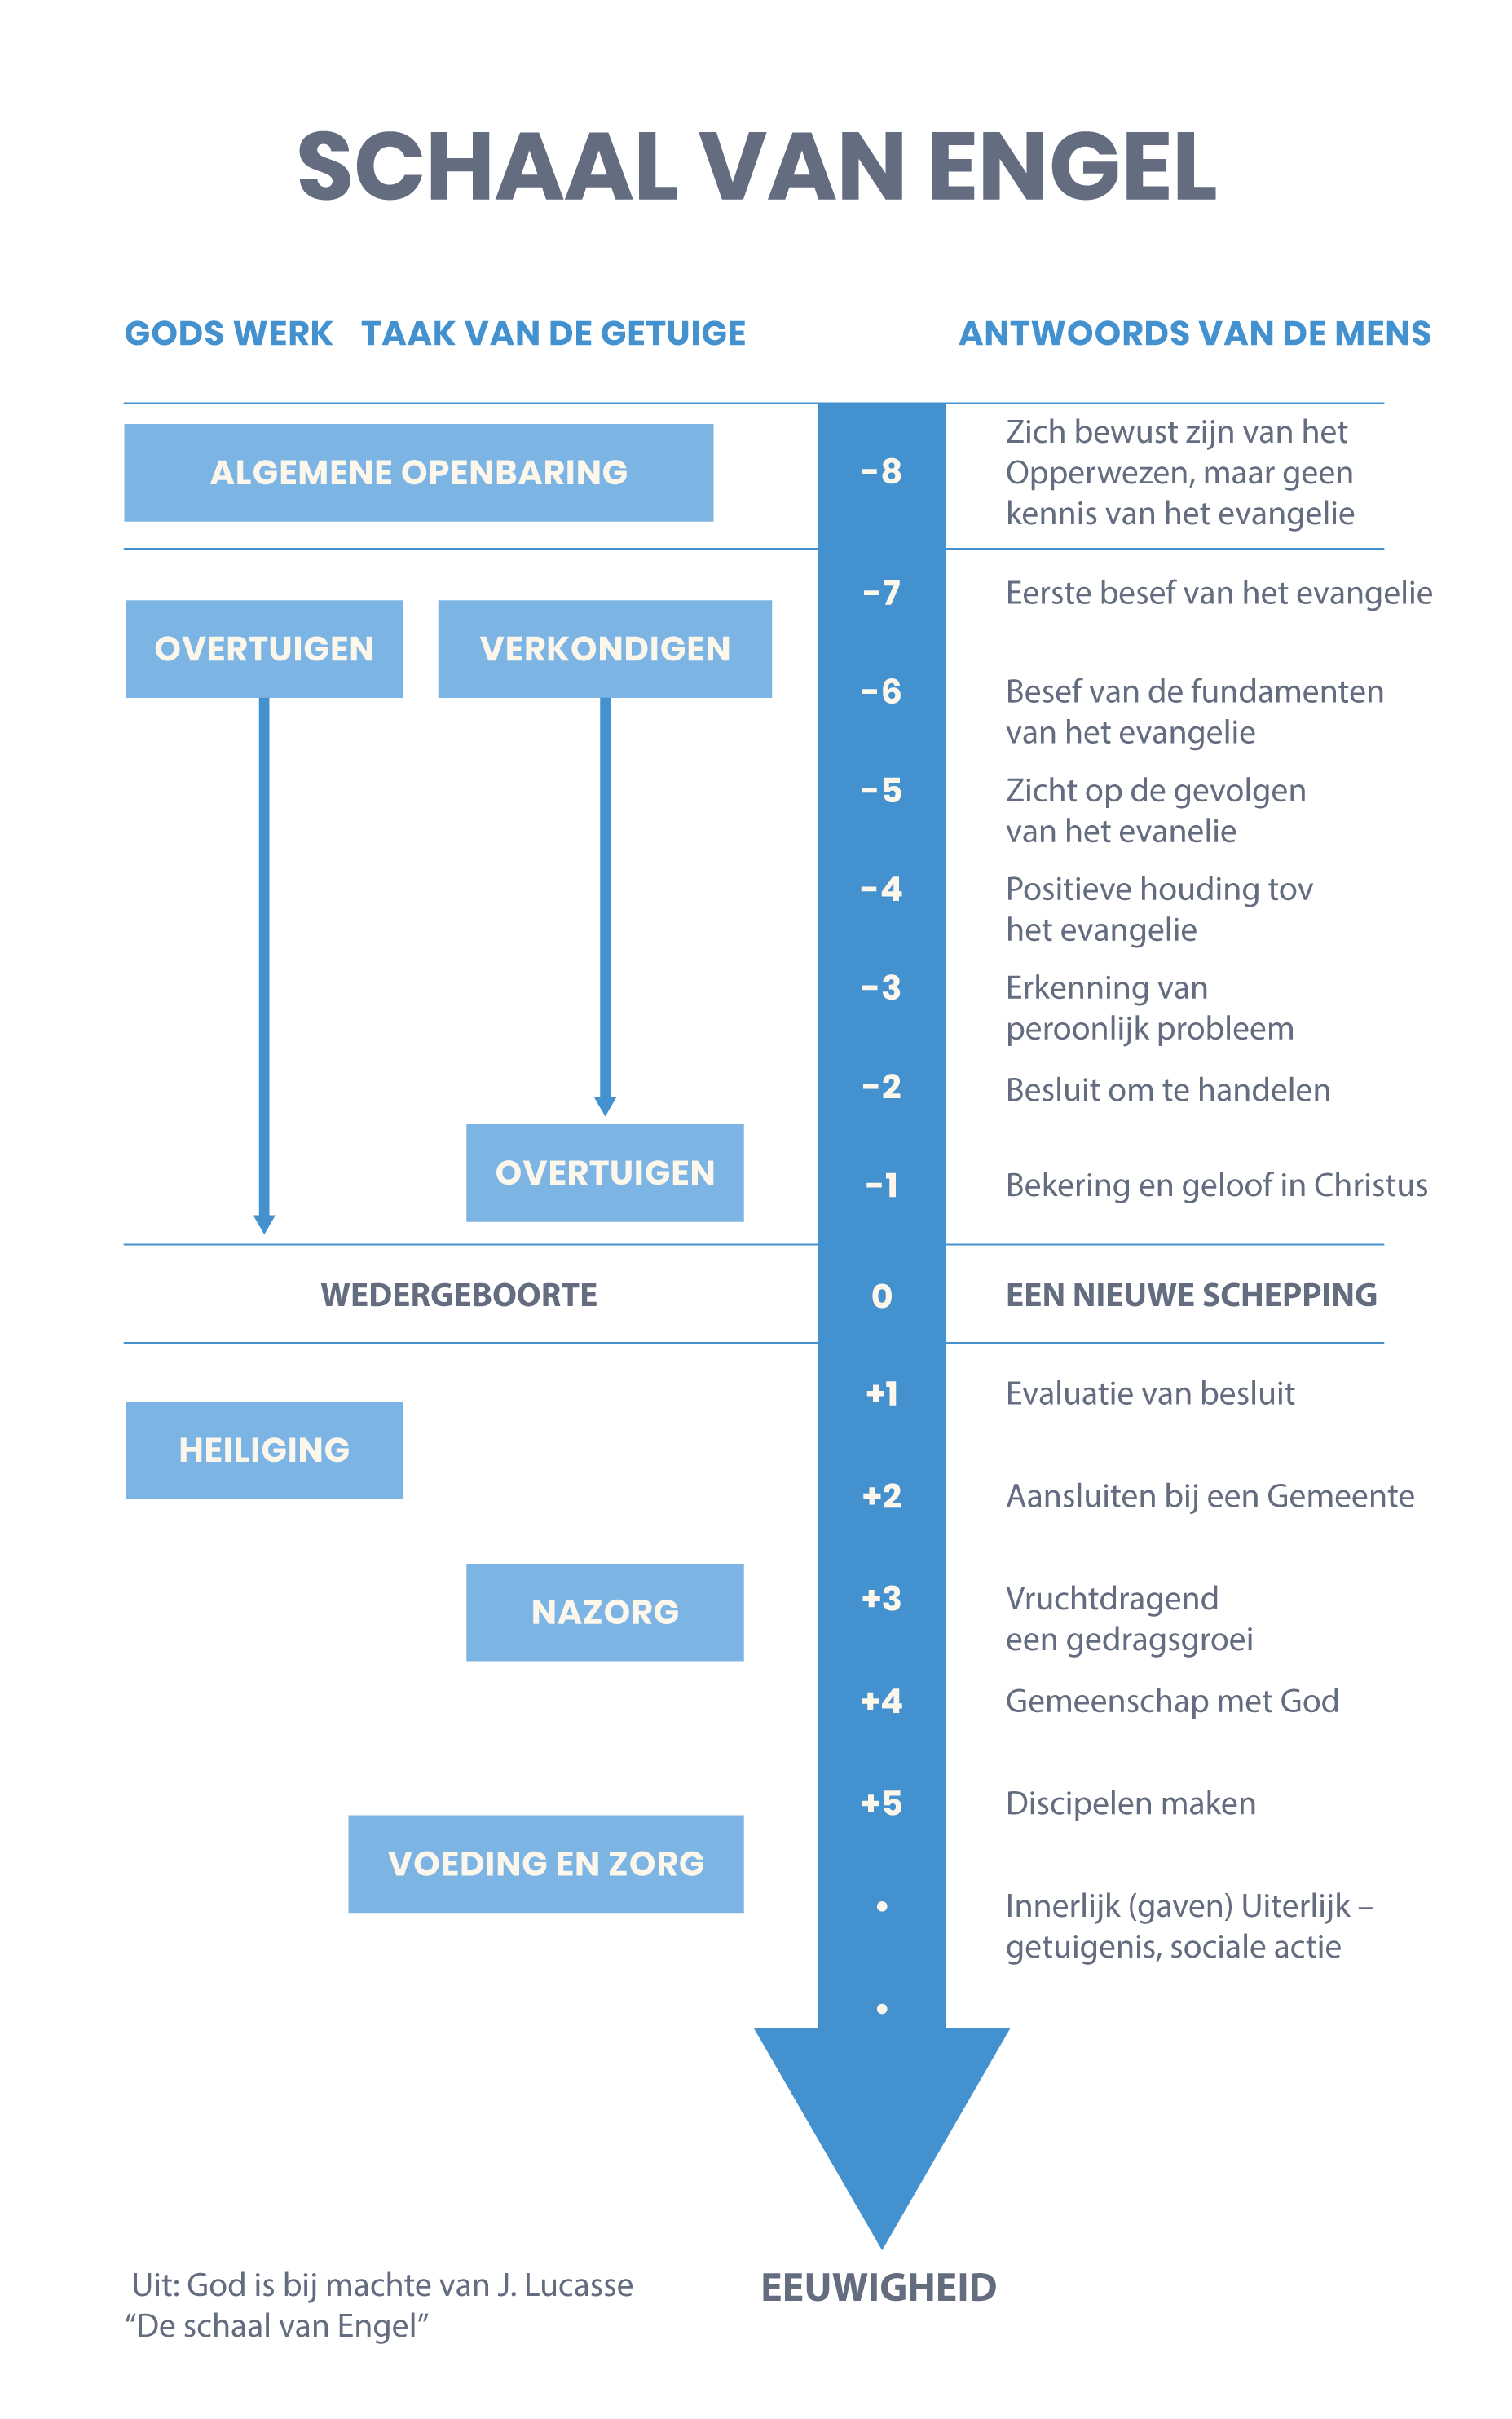 SCHAAL VAN ENGEL
GODS WERK TAAK VAN DE GETUIGE ANTWOORDS VAN DE MENS
ALGEMENE OPENBARING
-8
Zich bewust zijn van het
Opperwezen, maar geen
kennis van het evangelie
OVERTUIGEN
VERKONDIGEN
-7
Eerste besef van het evangelie
-6
Besef van de fundamenten
van het evangelie
-5
Zicht op de gevolgen
van het evanelie
-4
Positieve houding tov
het evangelie
-3
Erkenning van
peroonlijk probleem
-2
Besluit om te handelen
OVERTUIGEN
-1
Bekering en geloof in Christus
WEDERGEBOORTE
0
EEN NIEUWE SCHEPPING
+1
Evaluatie van besluit
HEILIGING
+2
Aansluiten bij een Gemeente
NAZORG
+3
Vruchtdragend
een gedragsgroei
+4
Gemeenschap met God
+5
Discipelen maken
VOEDING EN ZORG
•
Innerlijk (gaven) Uiterlijk –
getuigenis, sociale actie
•
EEUWIGHEID
Uit: God is bij machte van J. Lucasse
“De schaal van Engel”